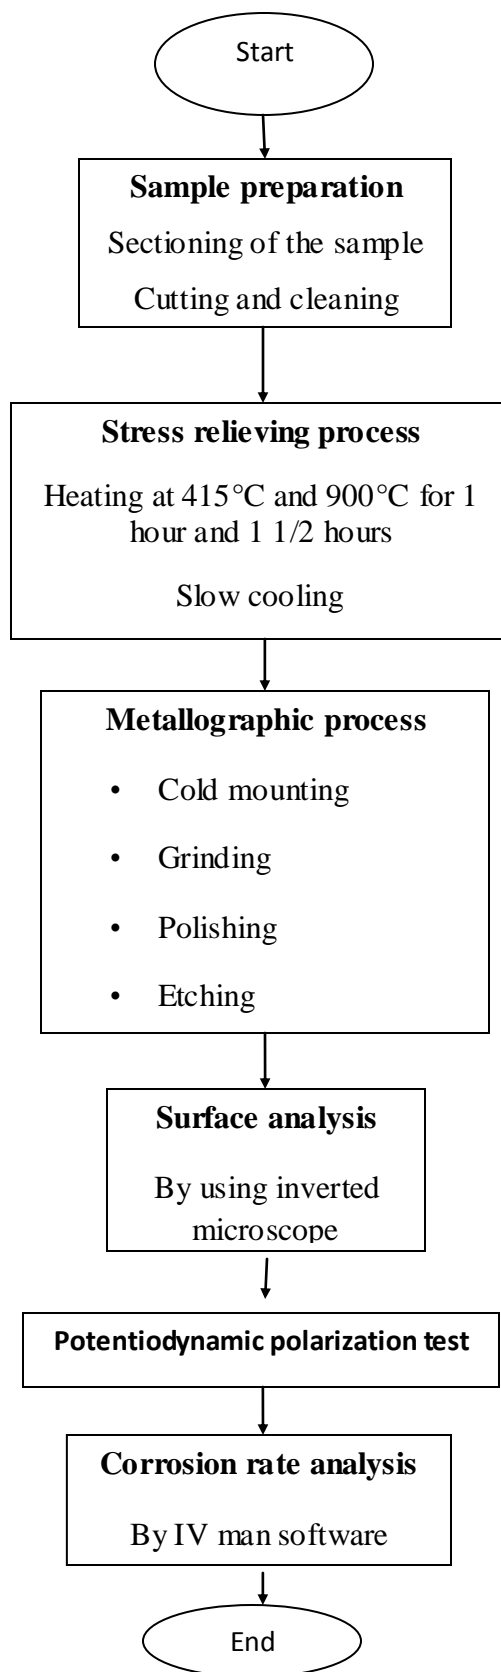 Start
Sample preparation
Sectioning of the sample
Cutting and cleaning
Stress relieving process
Heating at 415°C and 900°C for 1
hour and 1 1/2 hours
Slow cooling
Metallographic process
• Cold mounting
• Grinding
• Polishing
• Etching
Surface analysis
By using inverted
microscope
Potentiodynamic polarization test
Corrosion rate analysis
By IV man software
End